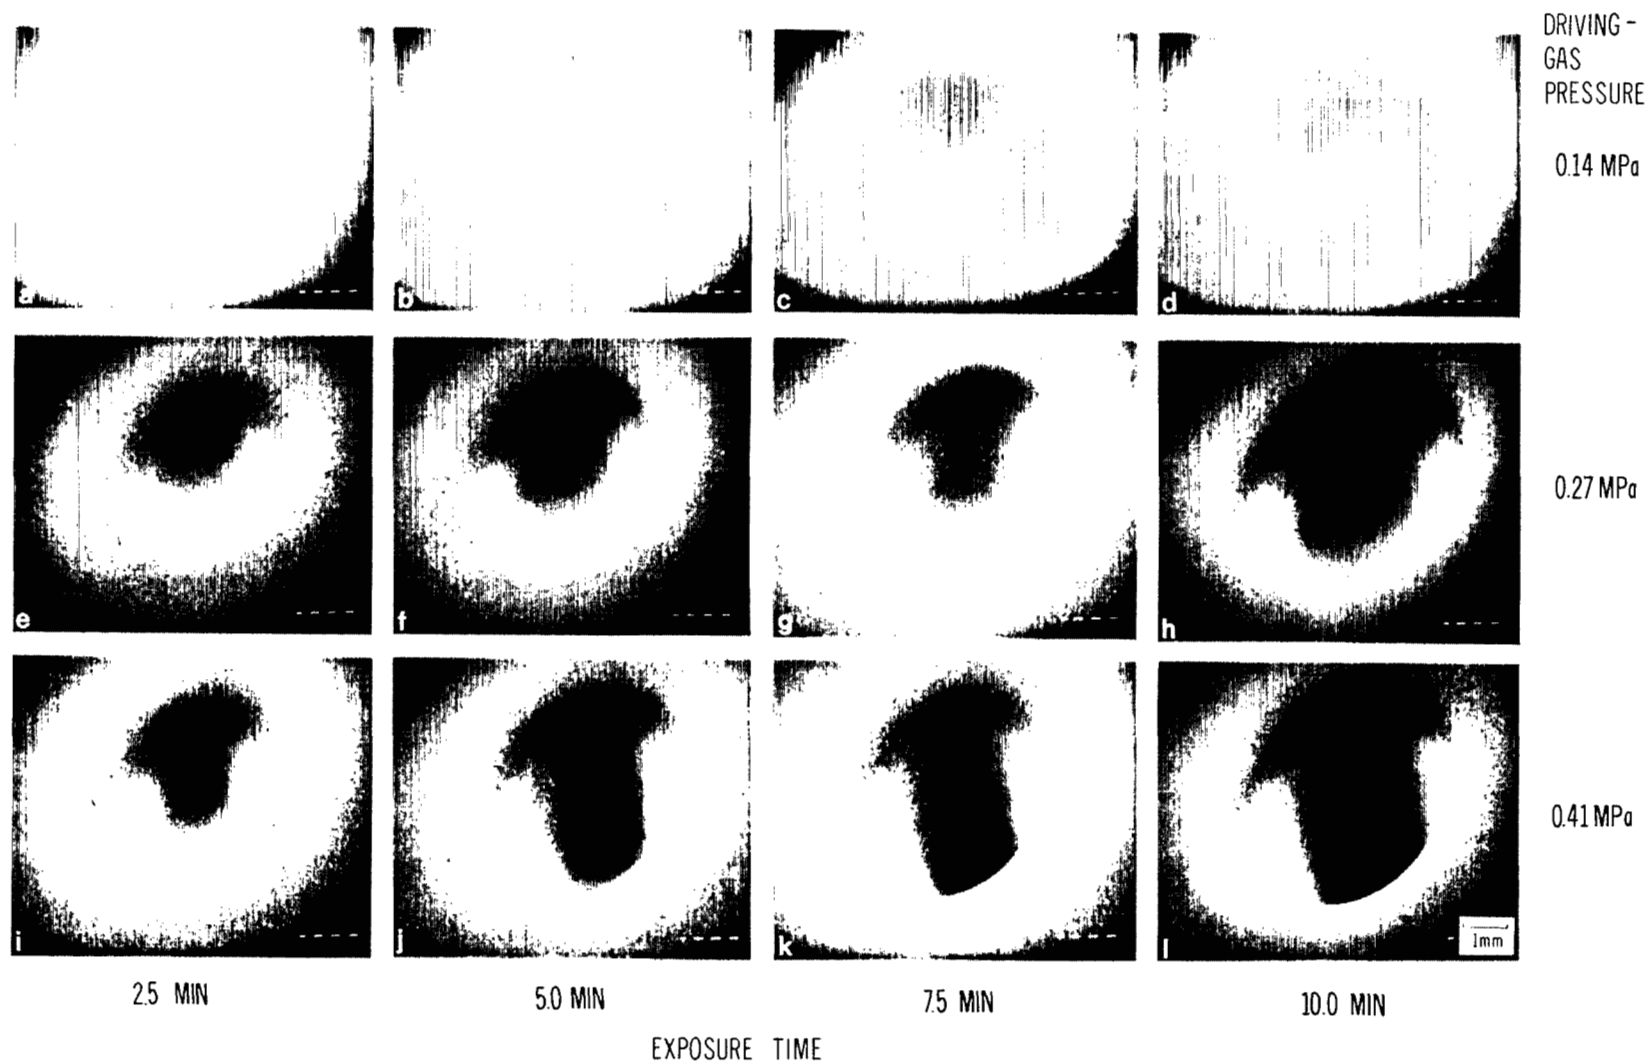 DRIVING-
GAS
PRESSURE
a
b
c
d
0.14 MPa
e
f
g
h
0.27 MPa
i
j
k
l
1mm
0.41 MPa
2.5 MIN
5.0 MIN
7.5 MIN
10.0 MIN
EXPOSURE TIME